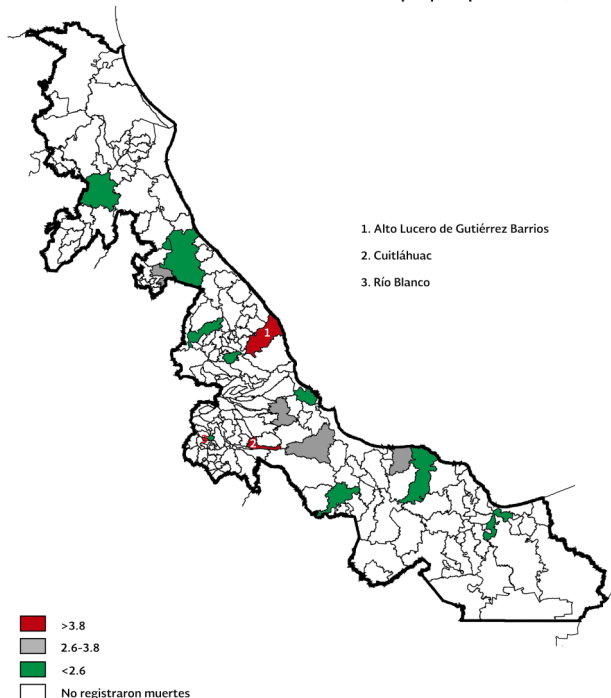 1. Alto Lucero de Gutiérrez Barrios
2. Cuitláhuac
3. Río Blanco
1
2
3
>3.8
2.6-3.8
<2.6
No registraron muertes